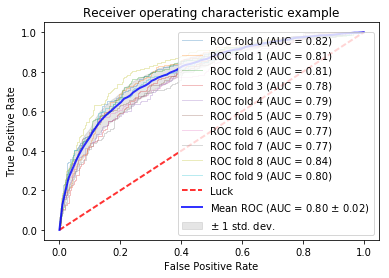 Receiver operating characteristic example
True Positive Rate
1.0
0.8
0.6
0.4
0.2
0.0
ROC fold 0 (AUC = 0.82)
ROC fold 1 (AUC = 0.81)
ROC fold 2 (AUC = 0.81)
ROC fold 3 (AUC = 0.78)
ROC fold 4 (AUC = 0.79)
ROC fold 5 (AUC = 0.79)
ROC fold 6 (AUC = 0.77)
ROC fold 7 (AUC = 0.77)
ROC fold 8 (AUC = 0.84)
ROC fold 9 (AUC = 0.80)
Luck
Mean ROC (AUC = 0.80 ± 0.02)
± 1 std. dev.
0.0 0.2 0.4 0.6 0.8 1.0
False Positive Rate